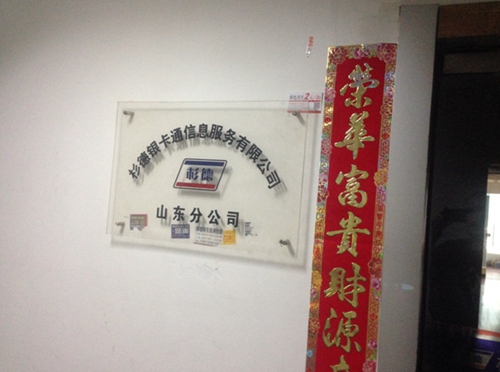 杉德银卡通信息服务有限公司
杉德
山东分公司
荣华富贵财源